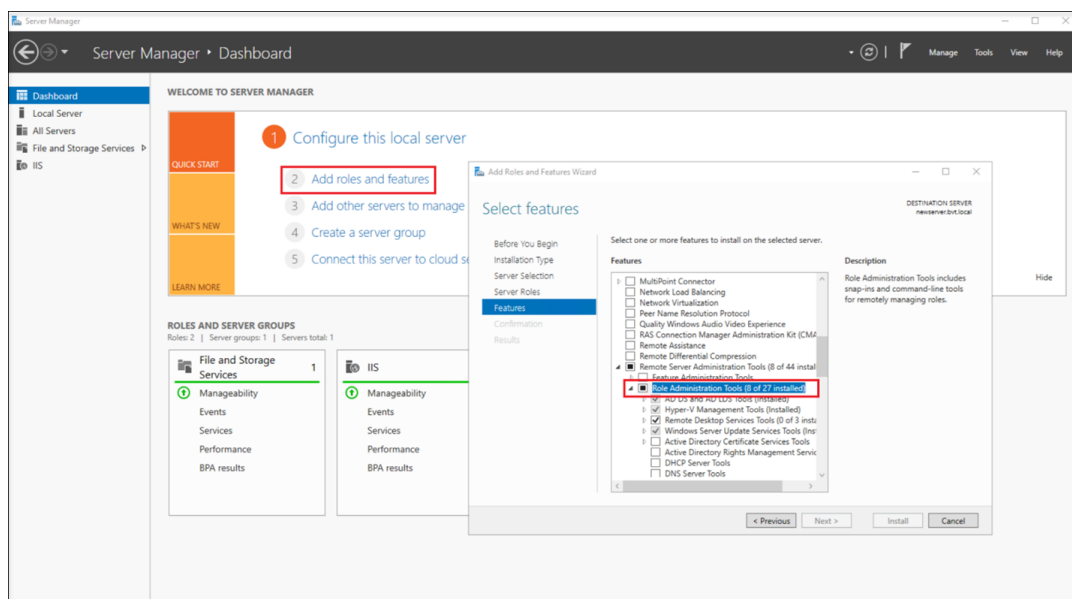 Server Manager
Server Manager • Dashboard
Manage Tools View Help
Dashboard
Local Server
All Servers
File and Storage Services
IIS
WELCOME TO SERVER MANAGER
QUICK START
WHAT'S NEW
LEARN MORE
1 Configure this local server
2 Add roles and features
3 Add other servers to manage
4 Create a server group
5 Connect this server to cloud se
Hide
ROLES AND SERVER GROUPS
Roles: 2 | Server groups: 1 | Servers total: 1
File and Storage Services 1
Manageability
Events
Services
Performance
BPA results
IIS
Manageability
Events
Services
Performance
BPA results
Add Roles and Features Wizard
Select features
DESTINATION SERVER
newserver.bvt.local
Before You Begin
Installation Type
Server Selection
Server Roles
Features
Confirmation
Results
Select one or more features to install on the selected server.
Features
MultiPoint Connector
Network Load Balancing
Network Virtualization
Peer Name Resolution Protocol
Quality Windows Audio Video Experience
RAS Connection Manager Administration Kit (CMA
Remote Assistance
Remote Differential Compression
Remote Server Administration Tools (8 of 44 instal
Feature Administration Tools
Role Administration Tools (8 of 27 installed)
AD DS and AD LDS Tools (Installed)
Hyper-V Management Tools (Installed)
Remote Desktop Services Tools (0 of 3 insta
Windows Server Update Services Tools (Ins
Active Directory Certificate Services Tools
Active Directory Rights Management Servic
DHCP Server Tools
DNS Server Tools
Description
Role Administration Tools includes
snap-ins and command-line tools
for remotely managing roles.
< Previous
Next >
Install
Cancel